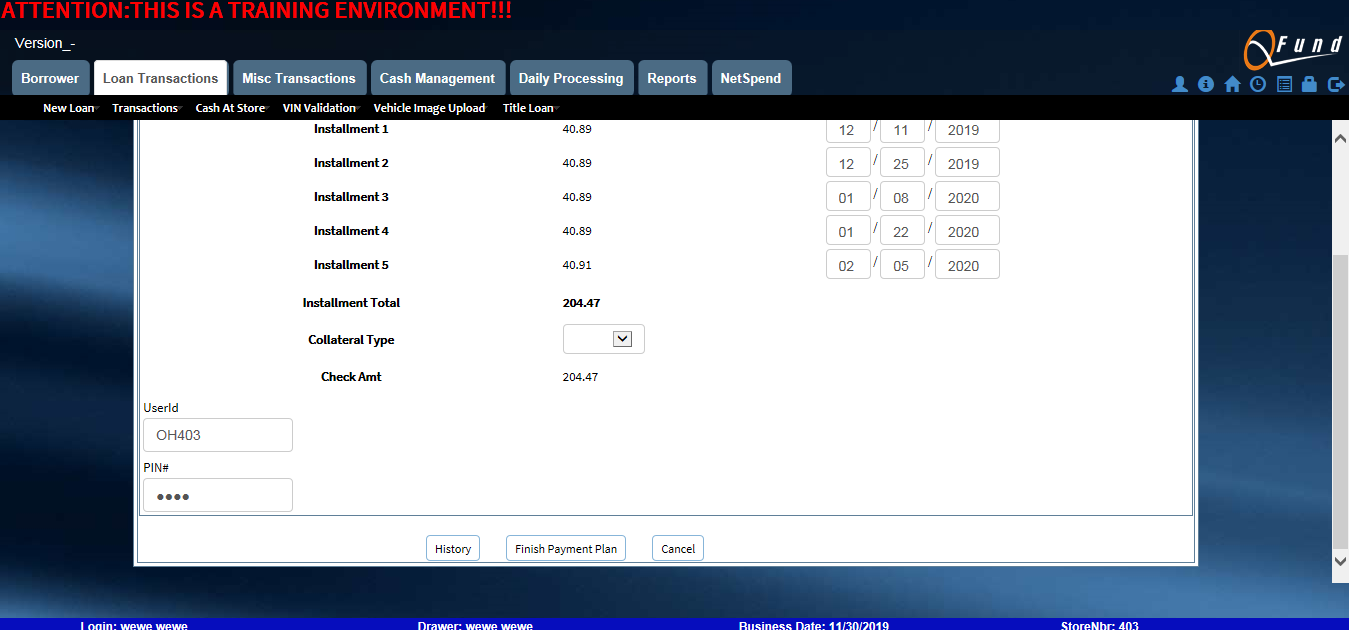 ATTENTION:THIS IS A TRAINING ENVIRONMENT!!!
Version_-
QFund
Borrower Loan Transactions Misc Transactions Cash Management Daily Processing Reports NetSpend
New Loan Transactions Cash At Store VIN Validation Vehicle Image Upload Title Loan
Installment 1 40.89 12 / 11 / 2019
Installment 2 40.89 12 / 25 / 2019
Installment 3 40.89 01 / 08 / 2020
Installment 4 40.89 01 / 22 / 2020
Installment 5 40.91 02 / 05 / 2020
Installment Total 204.47
Collateral Type
Check Amt 204.47
UserId
OH403
PIN#
●●●●
History Finish Payment Plan Cancel
Login: wewe wewe Drawer: wewe wewe Business Date: 11/30/2019 StoreNbr: 403